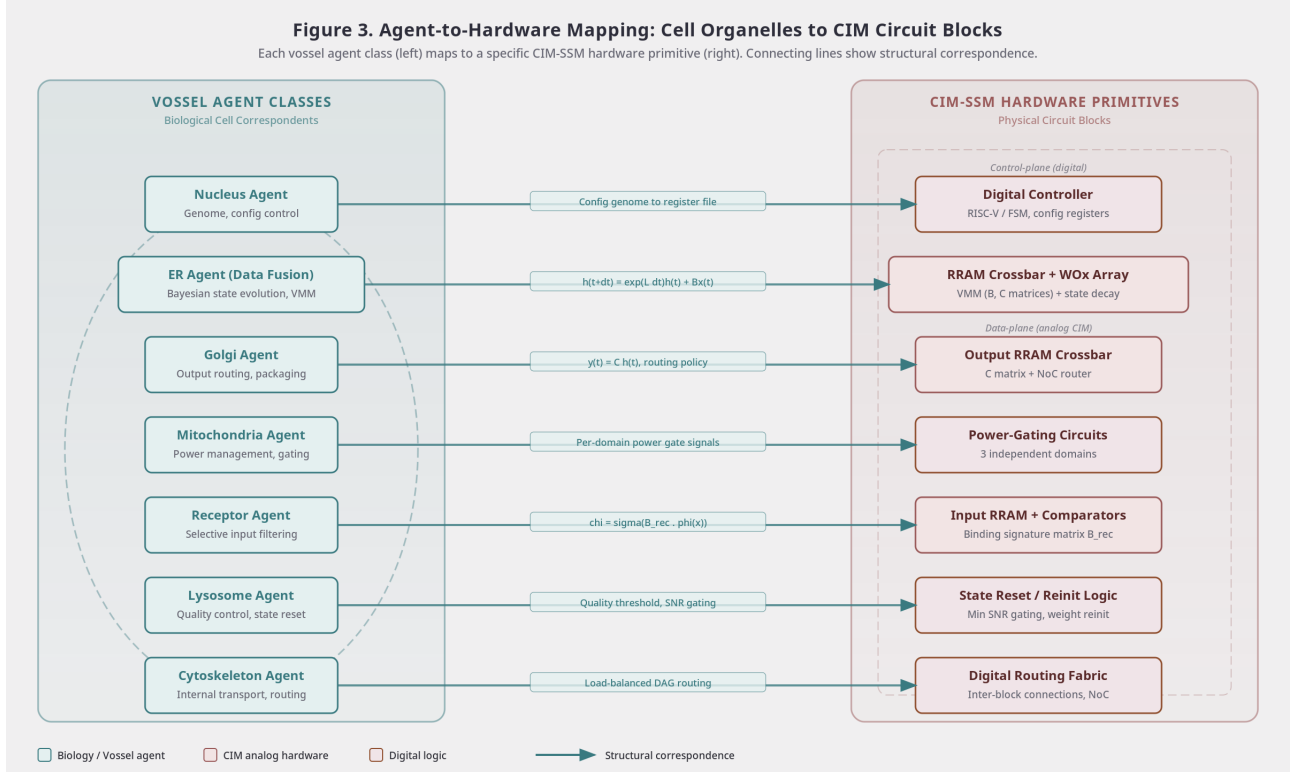 Figure 3. Agent-to-Hardware Mapping: Cell Organelles to CIM Circuit Blocks
Each vossel agent class (left) maps to a specific CIM-SSM hardware primitive (right). Connecting lines show structural correspondence.
VOSSEL AGENT CLASSES
Biological Cell Correspondents
CIM-SSM HARDWARE PRIMITIVES
Physical Circuit Blocks
Control-plane (digital)
Nucleus Agent
Genome, config control
Config genome to register file
Digital Controller
RISC-V / FSM, config registers
ER Agent (Data Fusion)
Bayesian state evolution, VMM
h(t+dt) = exp(L dt)h(t) + Bx(t)
RRAM Crossbar + WOx Array
VMM (B, C matrices) + state decay
Data-plane (analog CIM)
Golgi Agent
Output routing, packaging
y(t) = C h(t), routing policy
Output RRAM Crossbar
C matrix + NoC router
Mitochondria Agent
Power management, gating
Per-domain power gate signals
Power-Gating Circuits
3 independent domains
Receptor Agent
Selective input filtering
chi = sigma(B_rec . phi(x))
Input RRAM + Comparators
Binding signature matrix B_rec
Lysosome Agent
Quality control, state reset
Quality threshold, SNR gating
State Reset / Reinit Logic
Min SNR gating, weight reinit
Cytoskeleton Agent
Internal transport, routing
Load-balanced DAG routing
Digital Routing Fabric
Inter-block connections, NoC
Biology / Vossel agent
CIM analog hardware
Digital logic
Structural correspondence